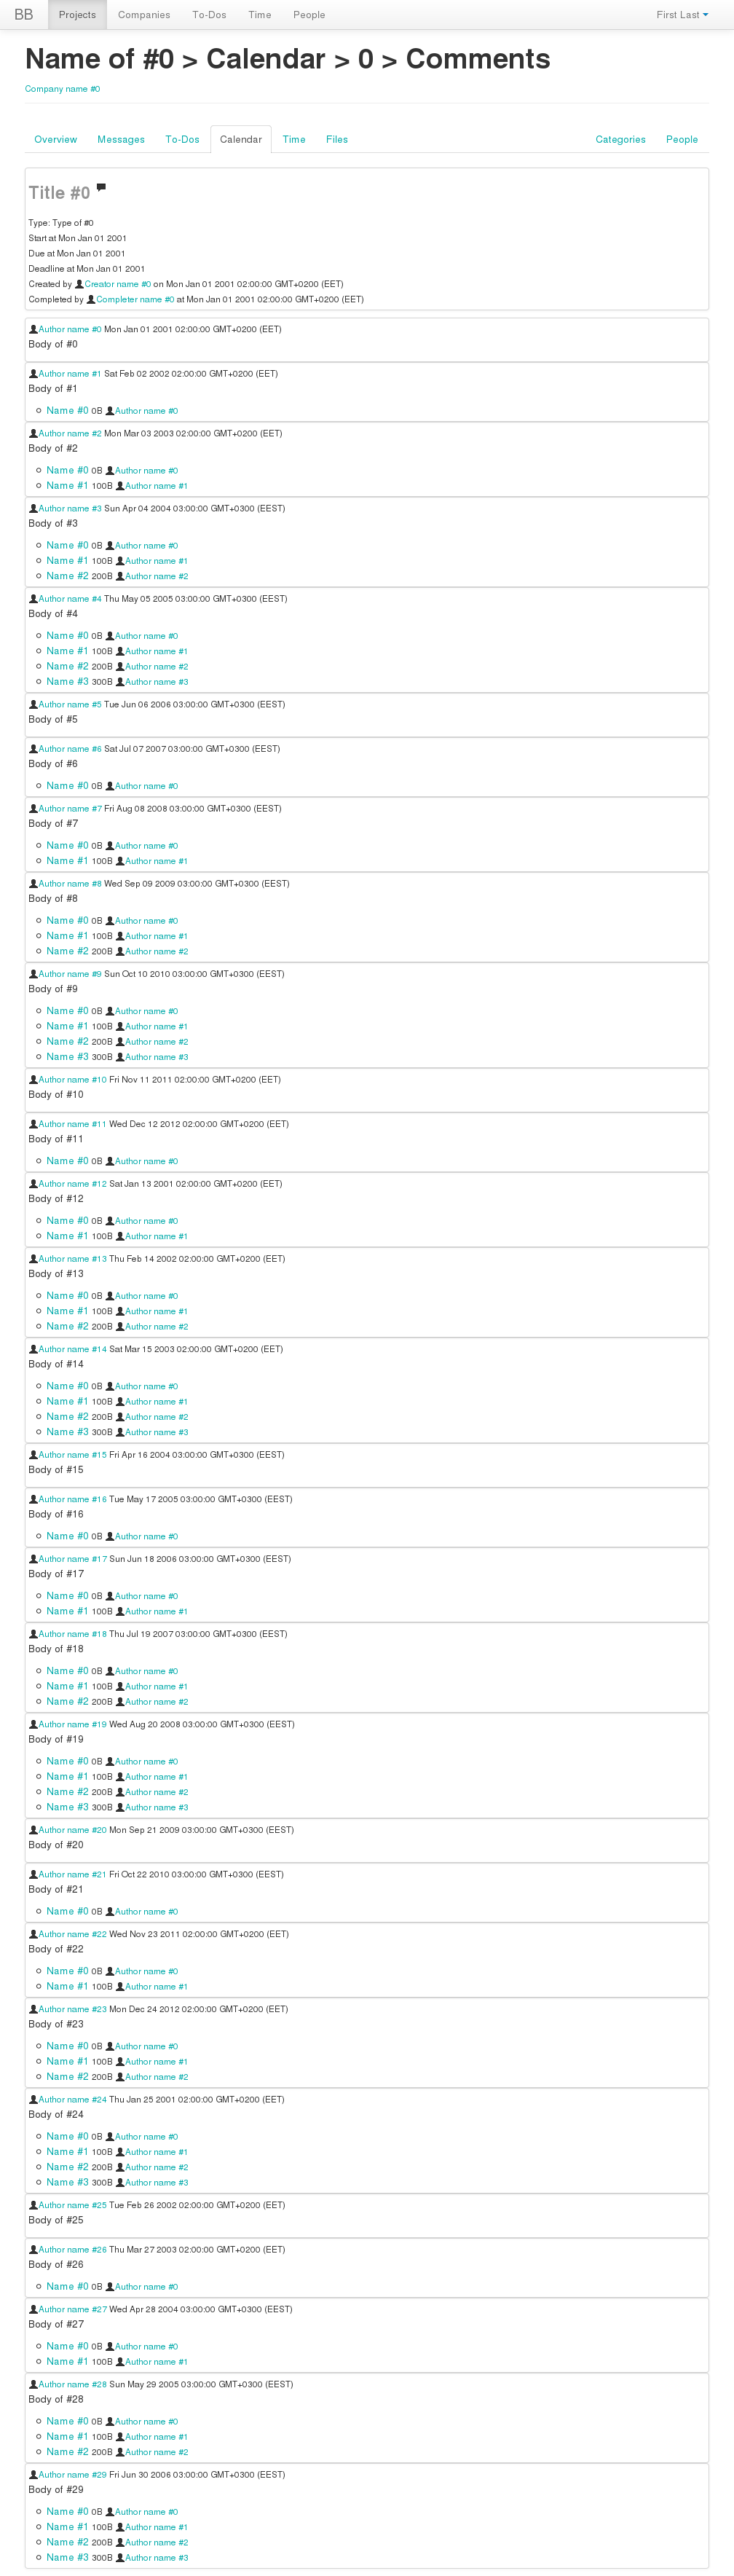 BB Projects Companies To-Dos Time People First Last
Name of #0 > Calendar > 0 > Comments
Company name #0
Overview Messages To-Dos Calendar Time Files Categories People
Title #0
Type: Type of #0
Start at Mon Jan 01 2001
Due at Mon Jan 01 2001
Deadline at Mon Jan 01 2001
Created by Creator name #0 on Mon Jan 01 2001 02:00:00 GMT+0200 (EET)
Completed by Completer name #0 at Mon Jan 01 2001 02:00:00 GMT+0200 (EET)
Author name #0 Mon Jan 01 2001 02:00:00 GMT+0200 (EET)
Body of #0
Author name #1 Sat Feb 02 2002 02:00:00 GMT+0200 (EET)
Body of #1
Name #0 0B Author name #0
Author name #2 Mon Mar 03 2003 02:00:00 GMT+0200 (EET)
Body of #2
Name #0 0B Author name #0
Name #1 100B Author name #1
Author name #3 Sun Apr 04 2004 03:00:00 GMT+0300 (EEST)
Body of #3
Name #0 0B Author name #0
Name #1 100B Author name #1
Name #2 200B Author name #2
Author name #4 Thu May 05 2005 03:00:00 GMT+0300 (EEST)
Body of #4
Name #0 0B Author name #0
Name #1 100B Author name #1
Name #2 200B Author name #2
Name #3 300B Author name #3
Author name #5 Tue Jun 06 2006 03:00:00 GMT+0300 (EEST)
Body of #5
Author name #6 Sat Jul 07 2007 03:00:00 GMT+0300 (EEST)
Body of #6
Name #0 0B Author name #0
Author name #7 Fri Aug 08 2008 03:00:00 GMT+0300 (EEST)
Body of #7
Name #0 0B Author name #0
Name #1 100B Author name #1
Author name #8 Wed Sep 09 2009 03:00:00 GMT+0300 (EEST)
Body of #8
Name #0 0B Author name #0
Name #1 100B Author name #1
Name #2 200B Author name #2
Author name #9 Sun Oct 10 2010 03:00:00 GMT+0300 (EEST)
Body of #9
Name #0 0B Author name #0
Name #1 100B Author name #1
Name #2 200B Author name #2
Name #3 300B Author name #3
Author name #10 Fri Nov 11 2011 02:00:00 GMT+0200 (EET)
Body of #10
Author name #11 Wed Dec 12 2012 02:00:00 GMT+0200 (EET)
Body of #11
Name #0 0B Author name #0
Author name #12 Sat Jan 13 2001 02:00:00 GMT+0200 (EET)
Body of #12
Name #0 0B Author name #0
Name #1 100B Author name #1
Author name #13 Thu Feb 14 2002 02:00:00 GMT+0200 (EET)
Body of #13
Name #0 0B Author name #0
Name #1 100B Author name #1
Name #2 200B Author name #2
Author name #14 Sat Mar 15 2003 02:00:00 GMT+0200 (EET)
Body of #14
Name #0 0B Author name #0
Name #1 100B Author name #1
Name #2 200B Author name #2
Name #3 300B Author name #3
Author name #15 Fri Apr 16 2004 03:00:00 GMT+0300 (EEST)
Body of #15
Author name #16 Tue May 17 2005 03:00:00 GMT+0300 (EEST)
Body of #16
Name #0 0B Author name #0
Author name #17 Sun Jun 18 2006 03:00:00 GMT+0300 (EEST)
Body of #17
Name #0 0B Author name #0
Name #1 100B Author name #1
Author name #18 Thu Jul 19 2007 03:00:00 GMT+0300 (EEST)
Body of #18
Name #0 0B Author name #0
Name #1 100B Author name #1
Name #2 200B Author name #2
Author name #19 Wed Aug 20 2008 03:00:00 GMT+0300 (EEST)
Body of #19
Name #0 0B Author name #0
Name #1 100B Author name #1
Name #2 200B Author name #2
Name #3 300B Author name #3
Author name #20 Mon Sep 21 2009 03:00:00 GMT+0300 (EEST)
Body of #20
Author name #21 Fri Oct 22 2010 03:00:00 GMT+0300 (EEST)
Body of #21
Name #0 0B Author name #0
Author name #22 Wed Nov 23 2011 02:00:00 GMT+0200 (EET)
Body of #22
Name #0 0B Author name #0
Name #1 100B Author name #1
Author name #23 Mon Dec 24 2012 02:00:00 GMT+0200 (EET)
Body of #23
Name #0 0B Author name #0
Name #1 100B Author name #1
Name #2 200B Author name #2
Author name #24 Thu Jan 25 2001 02:00:00 GMT+0200 (EET)
Body of #24
Name #0 0B Author name #0
Name #1 100B Author name #1
Name #2 200B Author name #2
Name #3 300B Author name #3
Author name #25 Tue Feb 26 2002 02:00:00 GMT+0200 (EET)
Body of #25
Author name #26 Thu Mar 27 2003 02:00:00 GMT+0200 (EET)
Body of #26
Name #0 0B Author name #0
Author name #27 Wed Apr 28 2004 03:00:00 GMT+0300 (EEST)
Body of #27
Name #0 0B Author name #0
Name #1 100B Author name #1
Author name #28 Sun May 29 2005 03:00:00 GMT+0300 (EEST)
Body of #28
Name #0 0B Author name #0
Name #1 100B Author name #1
Name #2 200B Author name #2
Author name #29 Fri Jun 30 2006 03:00:00 GMT+0300 (EEST)
Body of #29
Name #0 0B Author name #0
Name #1 100B Author name #1
Name #2 200B Author name #2
Name #3 300B Author name #3